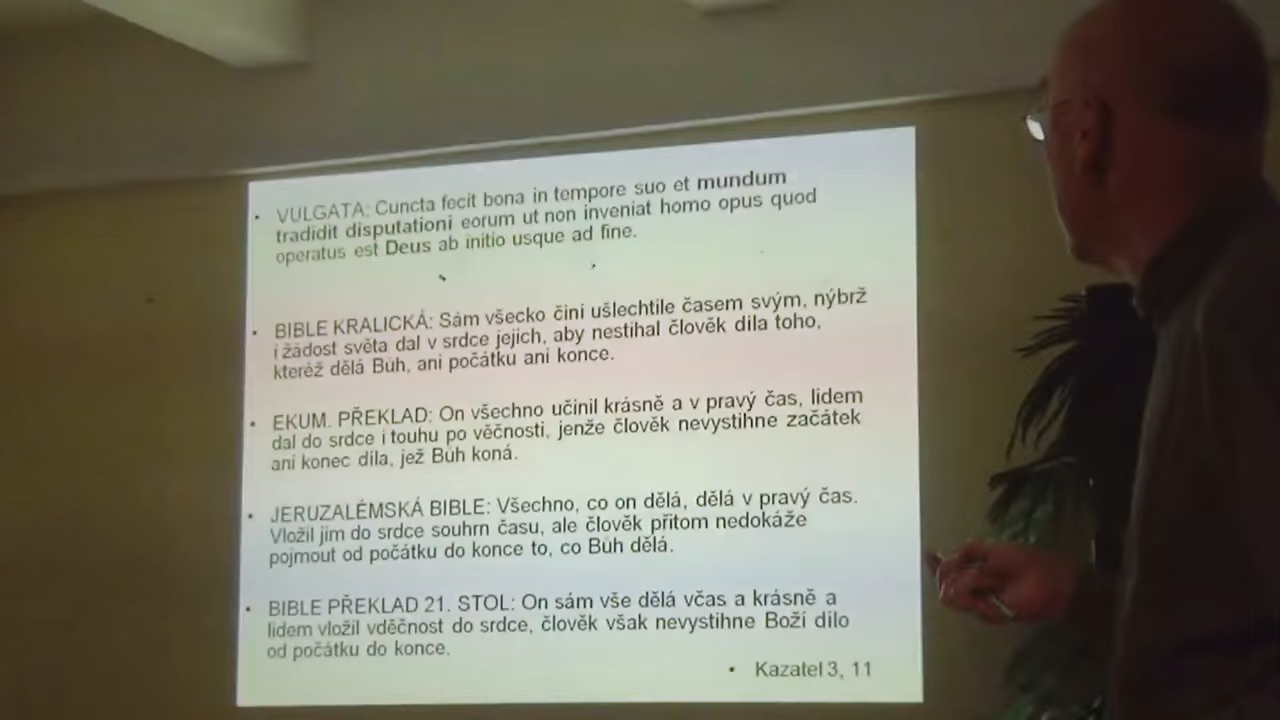 • VULGATA: Cuncta fecit bona in tempore suo et mundum
tradidit disputationi eorum ut non inveniat homo opus quod
operatus est Deus ab initio usque ad fine.
• BIBLE KRALICKÁ: Sám všecko činí ušlechtile časem svým, nýbrž
i žádost světa dal v srdce jejich, aby nestihal člověk díla toho,
kteréž dělá Bůh, ani počátku ani konce.
• EKUM. PŘEKLAD: On všechno učinil krásně a v pravý čas, lidem
dal do srdce i touhu po věčnosti, jenže člověk nevystihne začátek
ani konec díla, jež Bůh koná.
• JERUZALÉMSKÁ BIBLE: Všechno, co on dělá, dělá v pravý čas.
Vložil jim do srdce souhrn času, ale člověk přitom nedokáže
pojmout od počátku do konce to, co Bůh dělá.
• BIBLE PŘEKLAD 21. STOL: On sám vše dělá včas a krásně a
lidem vložil vděčnost do srdce, člověk však nevystihne Boží dílo
od počátku do konce.
• Kazatel 3, 11